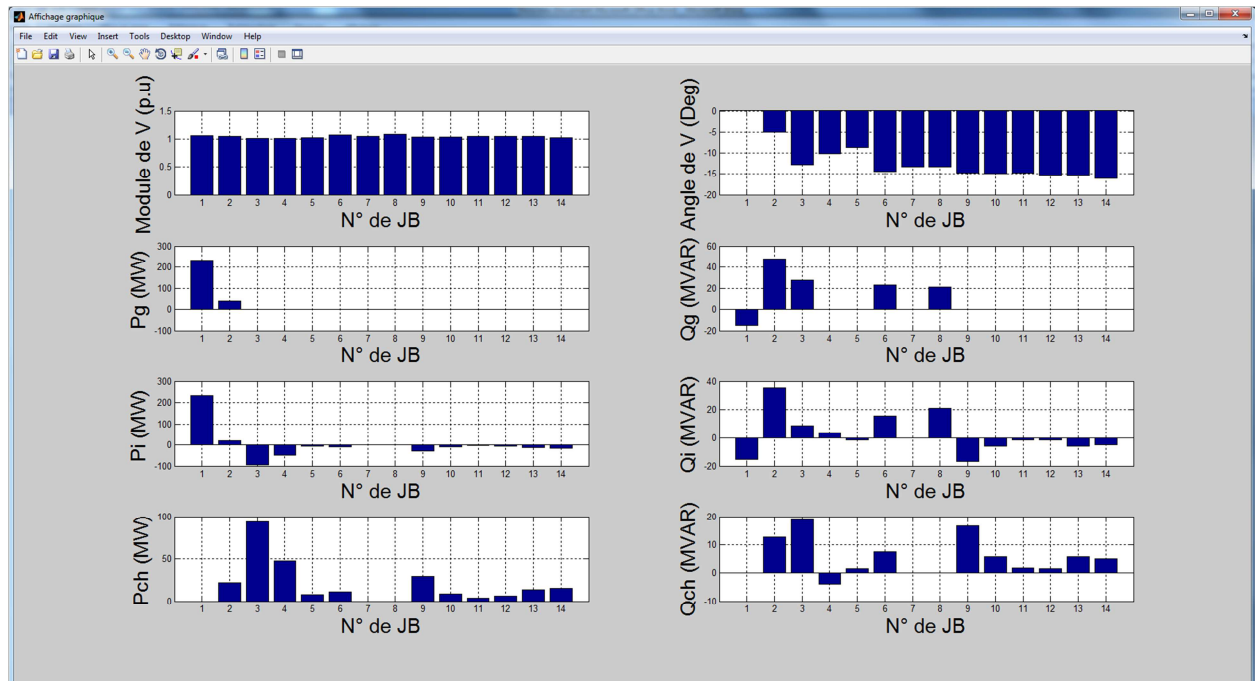 Affichage graphique
File Edit View Insert Tools Desktop Window Help
Module de V (p.u)
1.5
1
0.5
0
1 2 3 4 5 6 7 8 9 10 11 12 13 14
N° de JB
Angle de V (Deg)
0
-5
-10
-15
-20
1 2 3 4 5 6 7 8 9 10 11 12 13 14
N° de JB
Pg (MW)
300
200
100
0
-100
1 2 3 4 5 6 7 8 9 10 11 12 13 14
N° de JB
Qg (MVAR)
60
40
20
0
-20
1 2 3 4 5 6 7 8 9 10 11 12 13 14
N° de JB
Pi (MW)
300
200
100
0
-100
1 2 3 4 5 6 7 8 9 10 11 12 13 14
N° de JB
Qi (MVAR)
40
20
0
-20
1 2 3 4 5 6 7 8 9 10 11 12 13 14
N° de JB
Pch (MW)
100
50
0
1 2 3 4 5 6 7 8 9 10 11 12 13 14
N° de JB
Qch (MVAR)
20
10
0
-10
1 2 3 4 5 6 7 8 9 10 11 12 13 14
N° de JB